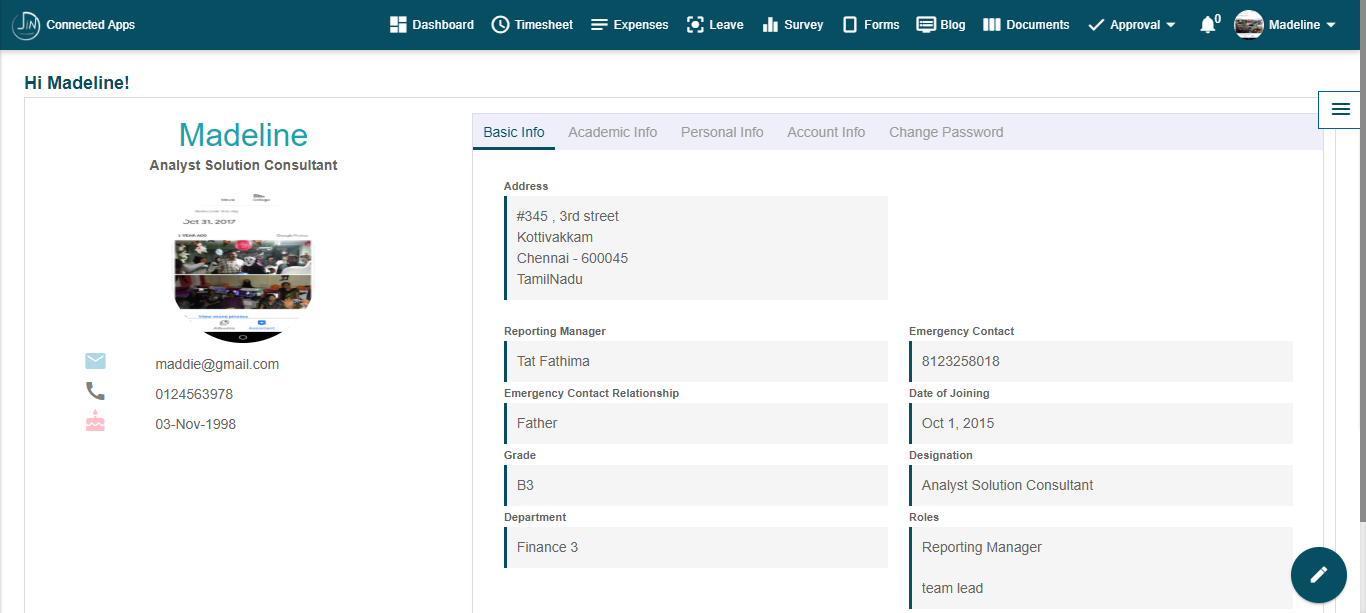 JiN Connected Apps
Dashboard Timesheet Expenses Leave Survey Forms Blog Documents Approval 0 Madeline
Hi Madeline!
Madeline
Analyst Solution Consultant
Oct 31, 2017
maddie@gmail.com
0124563978
03-Nov-1998
Basic Info Academic Info Personal Info Account Info Change Password
Address
#345 , 3rd street
Kottivakkam
Chennai - 600045
TamilNadu
Reporting Manager
Tat Fathima
Emergency Contact
8123258018
Emergency Contact Relationship
Father
Date of Joining
Oct 1, 2015
Grade
B3
Designation
Analyst Solution Consultant
Department
Finance 3
Roles
Reporting Manager
team lead